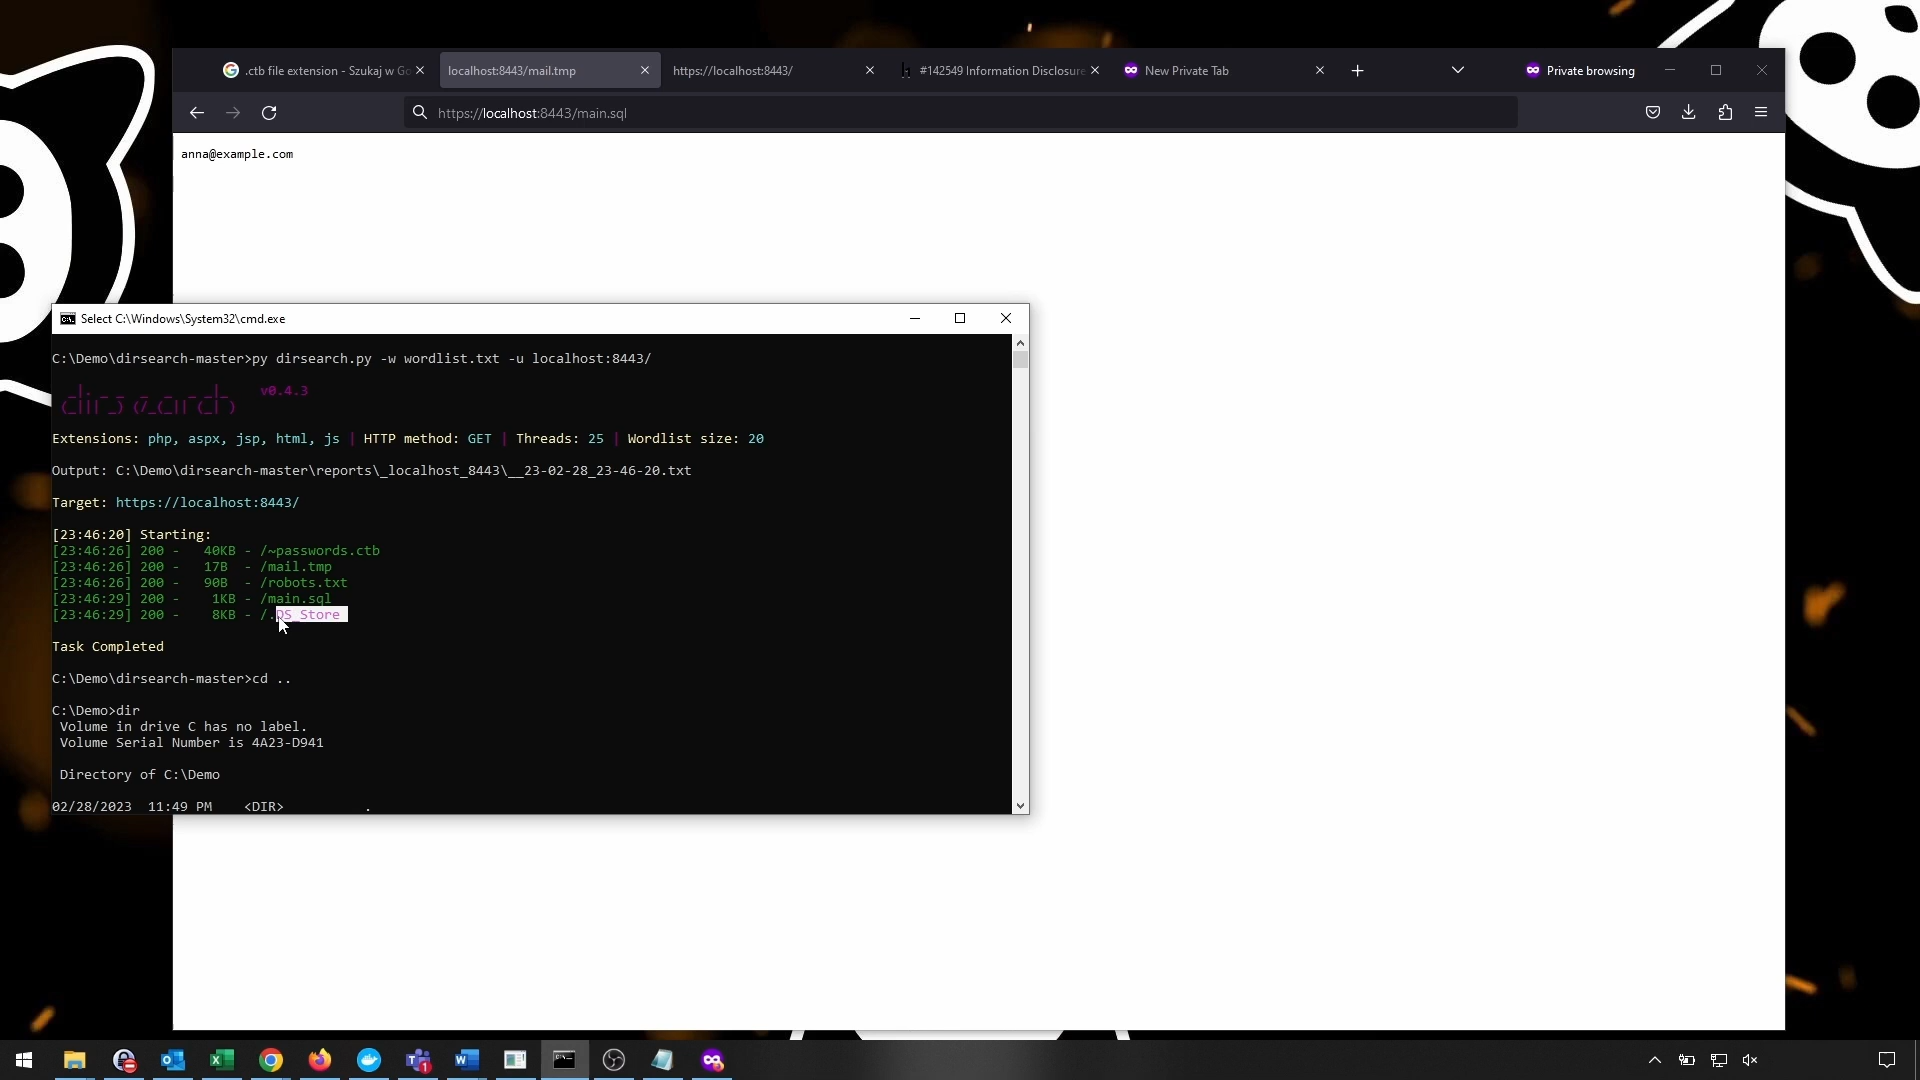 .ctb file extension - Szukaj w Go
localhost:8443/mail.tmp
https://localhost:8443/
#142549 Information Disclosure
New Private Tab
Private browsing
https://localhost:8443/main.sql
anna@example.com
Select C:\Windows\System32\cmd.exe
C:\Demo\dirsearch-master>py dirsearch.py -w wordlist.txt -u localhost:8443/
v0.4.3
Extensions: php, aspx, jsp, html, js | HTTP method: GET | Threads: 25 | Wordlist size: 20
Output: C:\Demo\dirsearch-master\reports\_localhost_8443\__23-02-28_23-46-20.txt
Target: https://localhost:8443/
[23:46:20] Starting:
[23:46:26] 200 -   40KB - /~passwords.ctb
[23:46:26] 200 -   17B  - /mail.tmp
[23:46:26] 200 -   90B  - /robots.txt
[23:46:29] 200 -    1KB - /main.sql
[23:46:29] 200 -    8KB - /.DS_Store
Task Completed
C:\Demo\dirsearch-master>cd ..
C:\Demo>dir
Volume in drive C has no label.
Volume Serial Number is 4A23-D941
Directory of C:\Demo
02/28/2023  11:49 PM    <DIR>          .
1